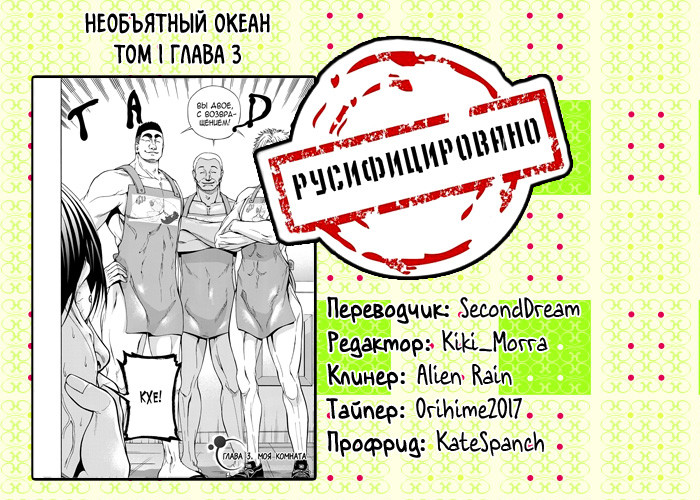 НЕОБЪЯТНЫЙ ОКЕАН
ТОМ 1 ГЛАВА 3
ТАD
ВЫ ДВОЕ,
С ВОЗВРА-
ЩЕНИЕМ!
РУСИФИЦИРОВАНО
КХЕ!
ГЛАВА 3. МОЯ КОМНАТА
Переводчик: SecondDream
Редактор: Kiki_Morra
Клинер: Alien Rain
Тайпер: Orihime2017
Профрид: KateSpanch